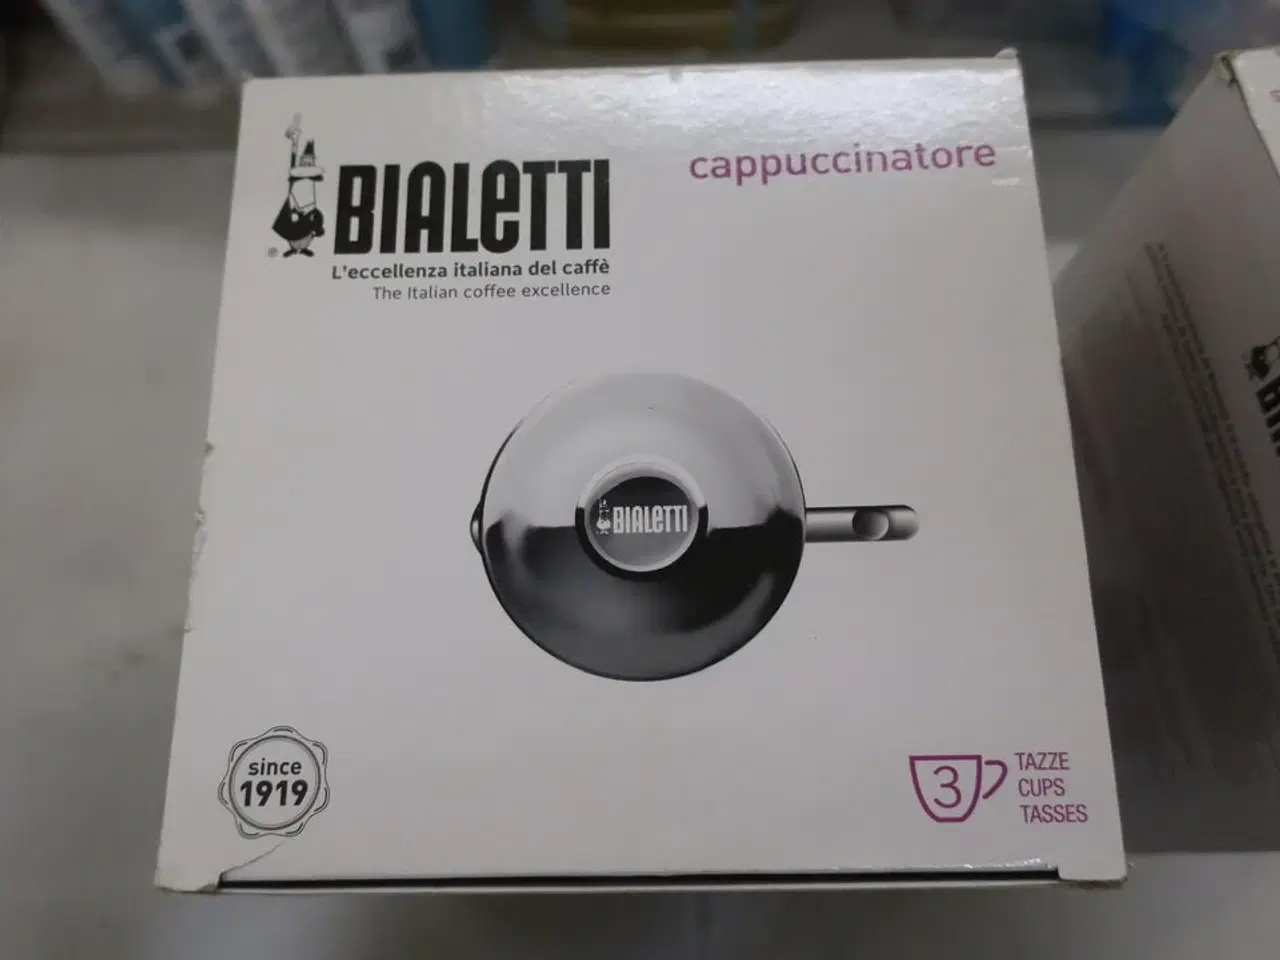 BIALETTI
®
cappuccinatore
L'eccellenza italiana del caffè
The Italian coffee excellence
BIALETTI
since
1919
3
TAZZE
CUPS
TASSES